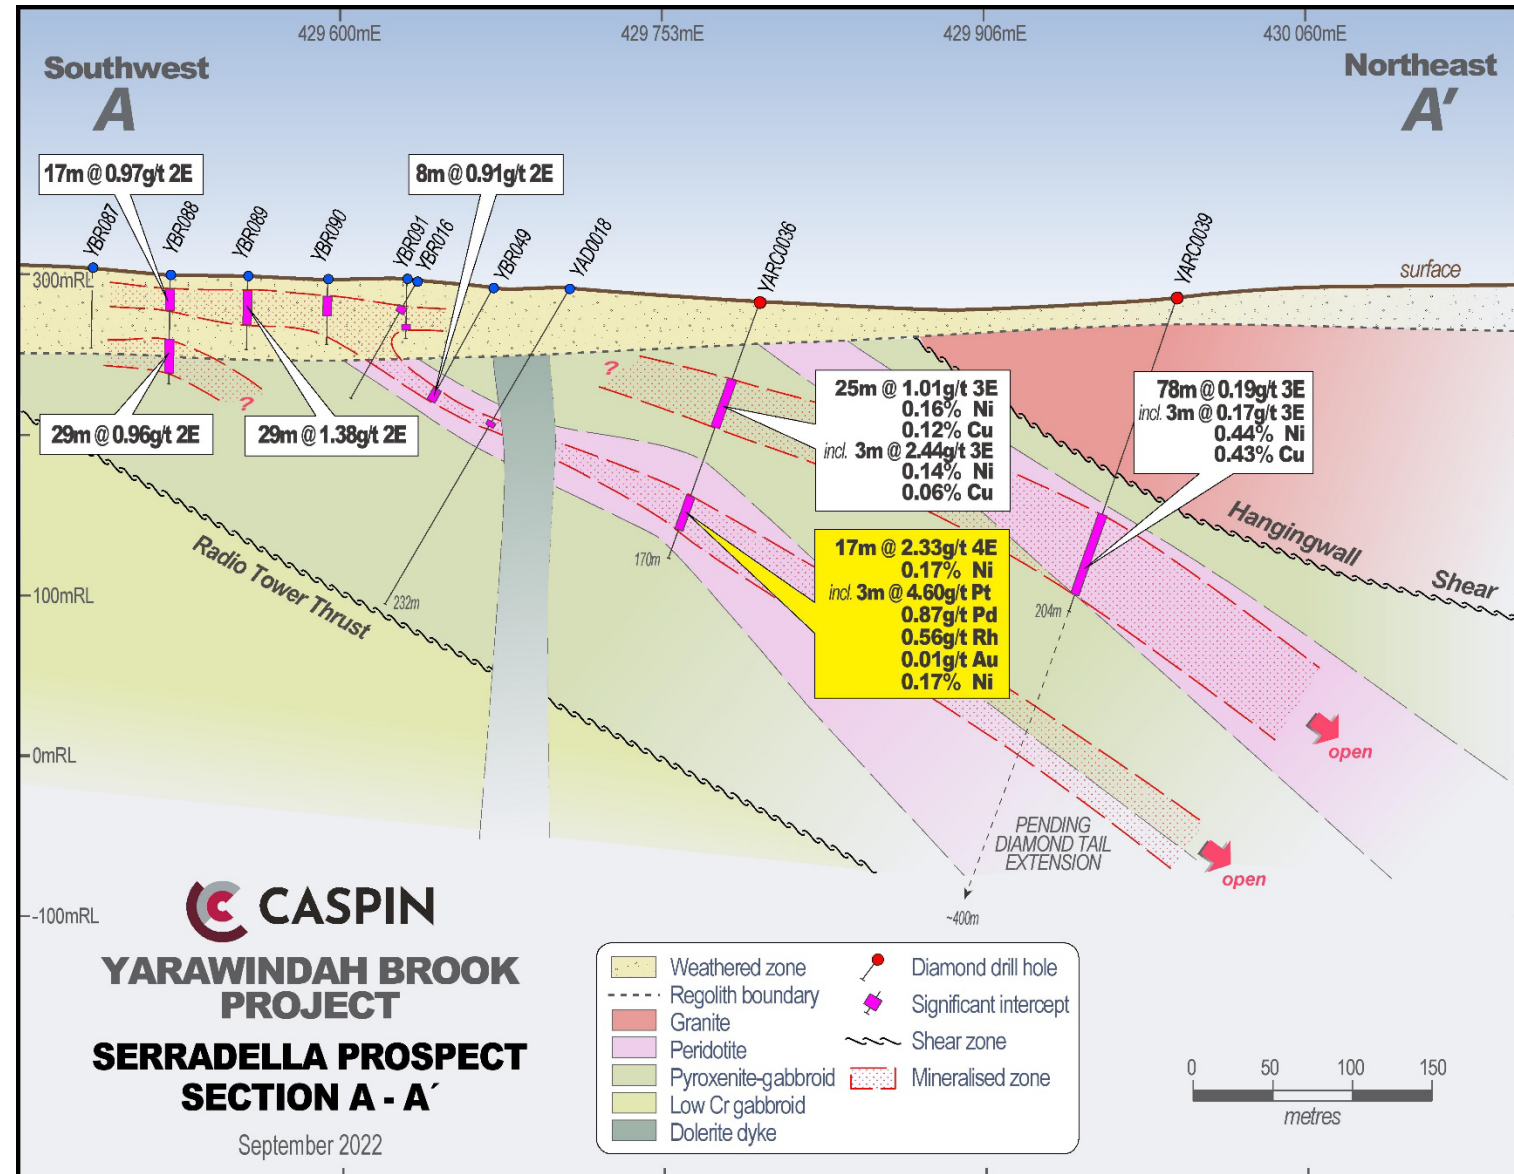 429 600mE
429 753mE
429 906mE
430 060mE
Southwest
A
Northeast
A′
17m @ 0.97g/t 2E
8m @ 0.91g/t 2E
YBR087
YBR088
YBR089
YBR090
YBR091
YBR016
YBR049
YAD0018
YARC0036
YARC0039
surface
300mRL
?
?
29m @ 0.96g/t 2E
29m @ 1.38g/t 2E
25m @ 1.01g/t 3E
0.16% Ni
0.12% Cu
incl. 3m @ 2.44g/t 3E
0.14% Ni
0.06% Cu
78m @ 0.19g/t 3E
incl. 3m @ 0.17g/t 3E
0.44% Ni
0.43% Cu
Hangingwall
Shear
Radio Tower Thrust
170m
232m
204m
17m @ 2.33g/t 4E
0.17% Ni
incl. 3m @ 4.60g/t Pt
0.87g/t Pd
0.56g/t Rh
0.01g/t Au
0.17% Ni
100mRL
0mRL
-100mRL
open
open
PENDING
DIAMOND TAIL
EXTENSION
~400m
CASPIN
YARAWINDAH BROOK
PROJECT
SERRADELLA PROSPECT
SECTION A - A′
September 2022
Weathered zone
Regolith boundary
Granite
Peridotite
Pyroxenite-gabbroid
Low Cr gabbroid
Dolerite dyke
Diamond drill hole
Significant intercept
Shear zone
Mineralised zone
0 50 100 150
metres